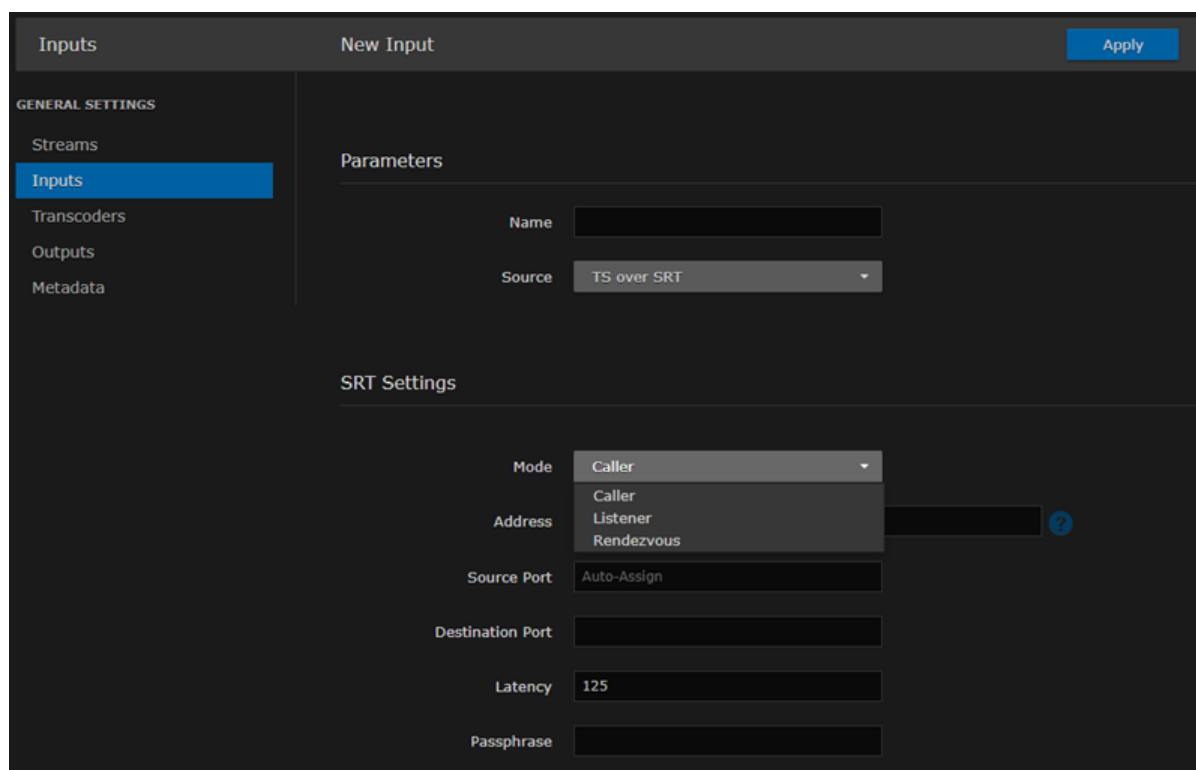 Inputs
New Input
Apply
GENERAL SETTINGS
Streams
Inputs
Transcoders
Outputs
Metadata
Parameters
Name
Source
TS over SRT
SRT Settings
Mode
Caller
Caller
Listener
Rendezvous
Address
?
Source Port
Auto-Assign
Destination Port
Latency
125
Passphrase